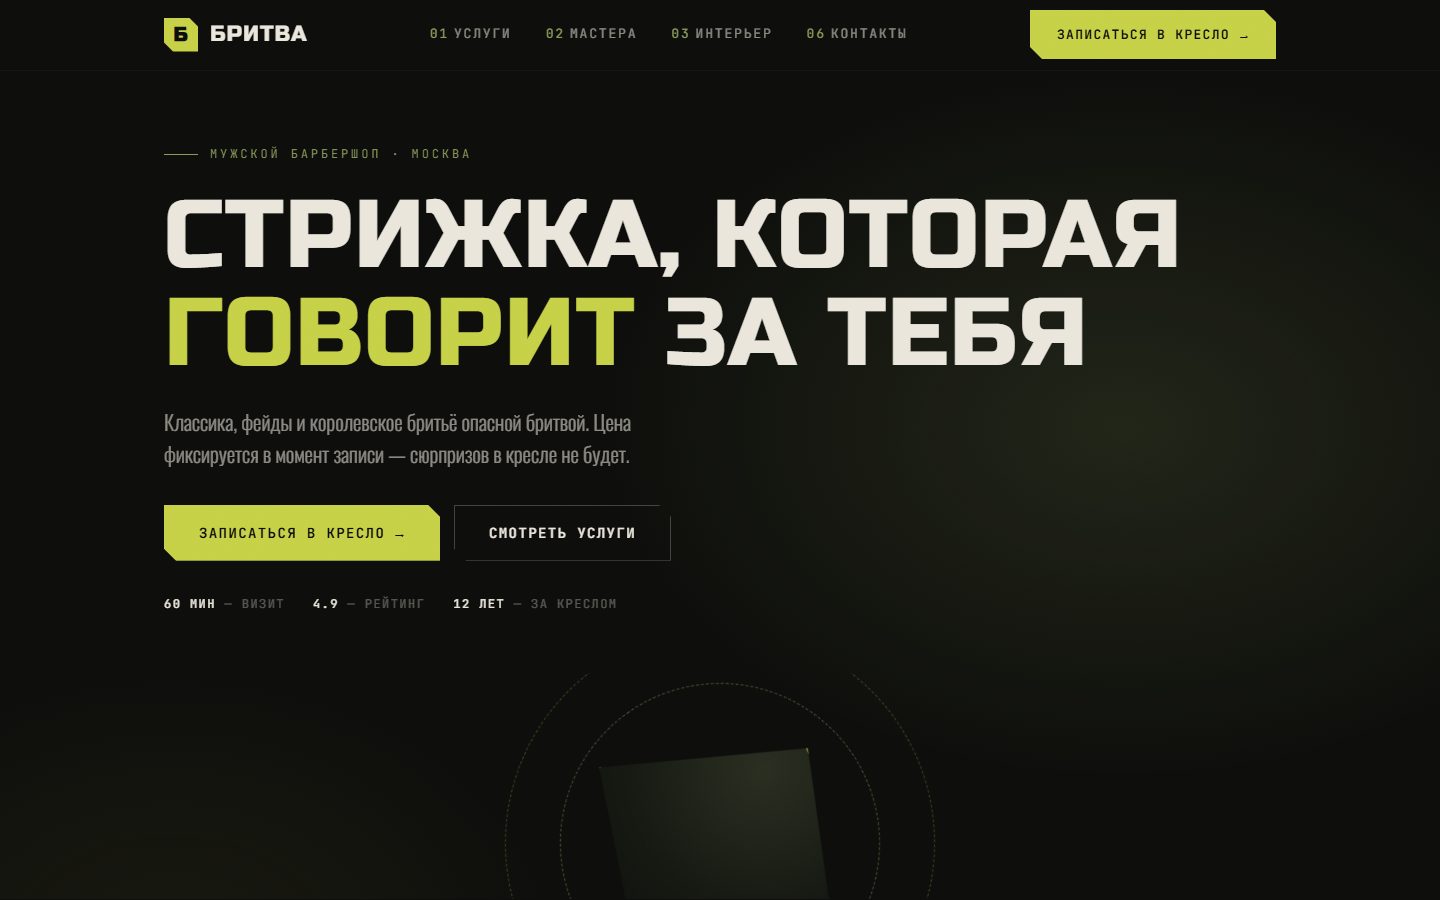 Б БРИТВА
01 УСЛУГИ 02 МАСТЕРА 03 ИНТЕРЬЕР 06 КОНТАКТЫ
ЗАПИСАТЬСЯ В КРЕСЛО →
МУЖСКОЙ БАРБЕРШОП · МОСКВА
СТРИЖКА, КОТОРАЯ
ГОВОРИТ ЗА ТЕБЯ
Классика, фейды и королевское бритьё опасной бритвой. Цена
фиксируется в момент записи — сюрпризов в кресле не будет.
ЗАПИСАТЬСЯ В КРЕСЛО →
СМОТРЕТЬ УСЛУГИ
60 МИН — ВИЗИТ 4.9 — РЕЙТИНГ 12 ЛЕТ — ЗА КРЕСЛОМ